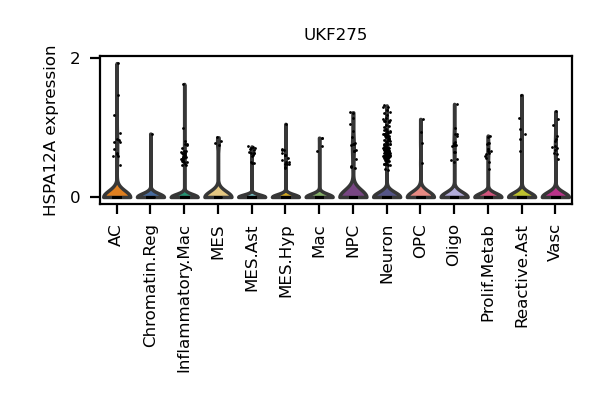 UKF275
HSPA12A expression
2
0
AC
Chromatin.Reg
Inflammatory.Mac
MES
MES.Ast
MES.Hyp
Mac
NPC
Neuron
OPC
Oligo
Prolif.Metab
Reactive.Ast
Vasc